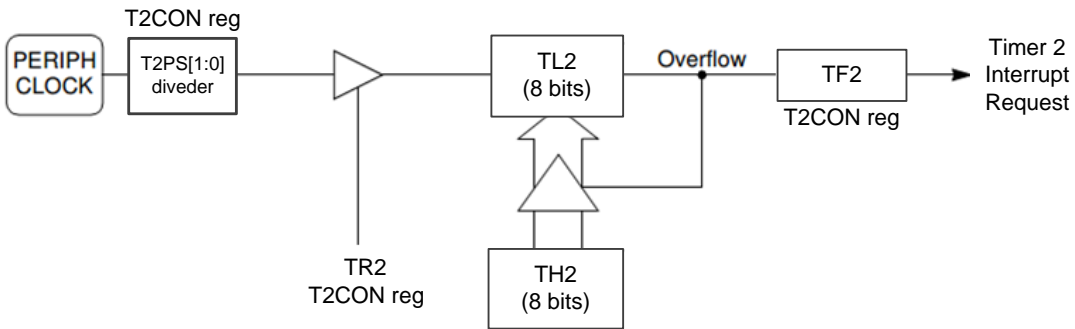 T2CON reg
PERIPH
CLOCK
T2PS[1:0]
diveder
TL2
(8 bits)
Overflow
TF2
T2CON reg
Timer 2
Interrupt
Request
TR2
T2CON reg
TH2
(8 bits)